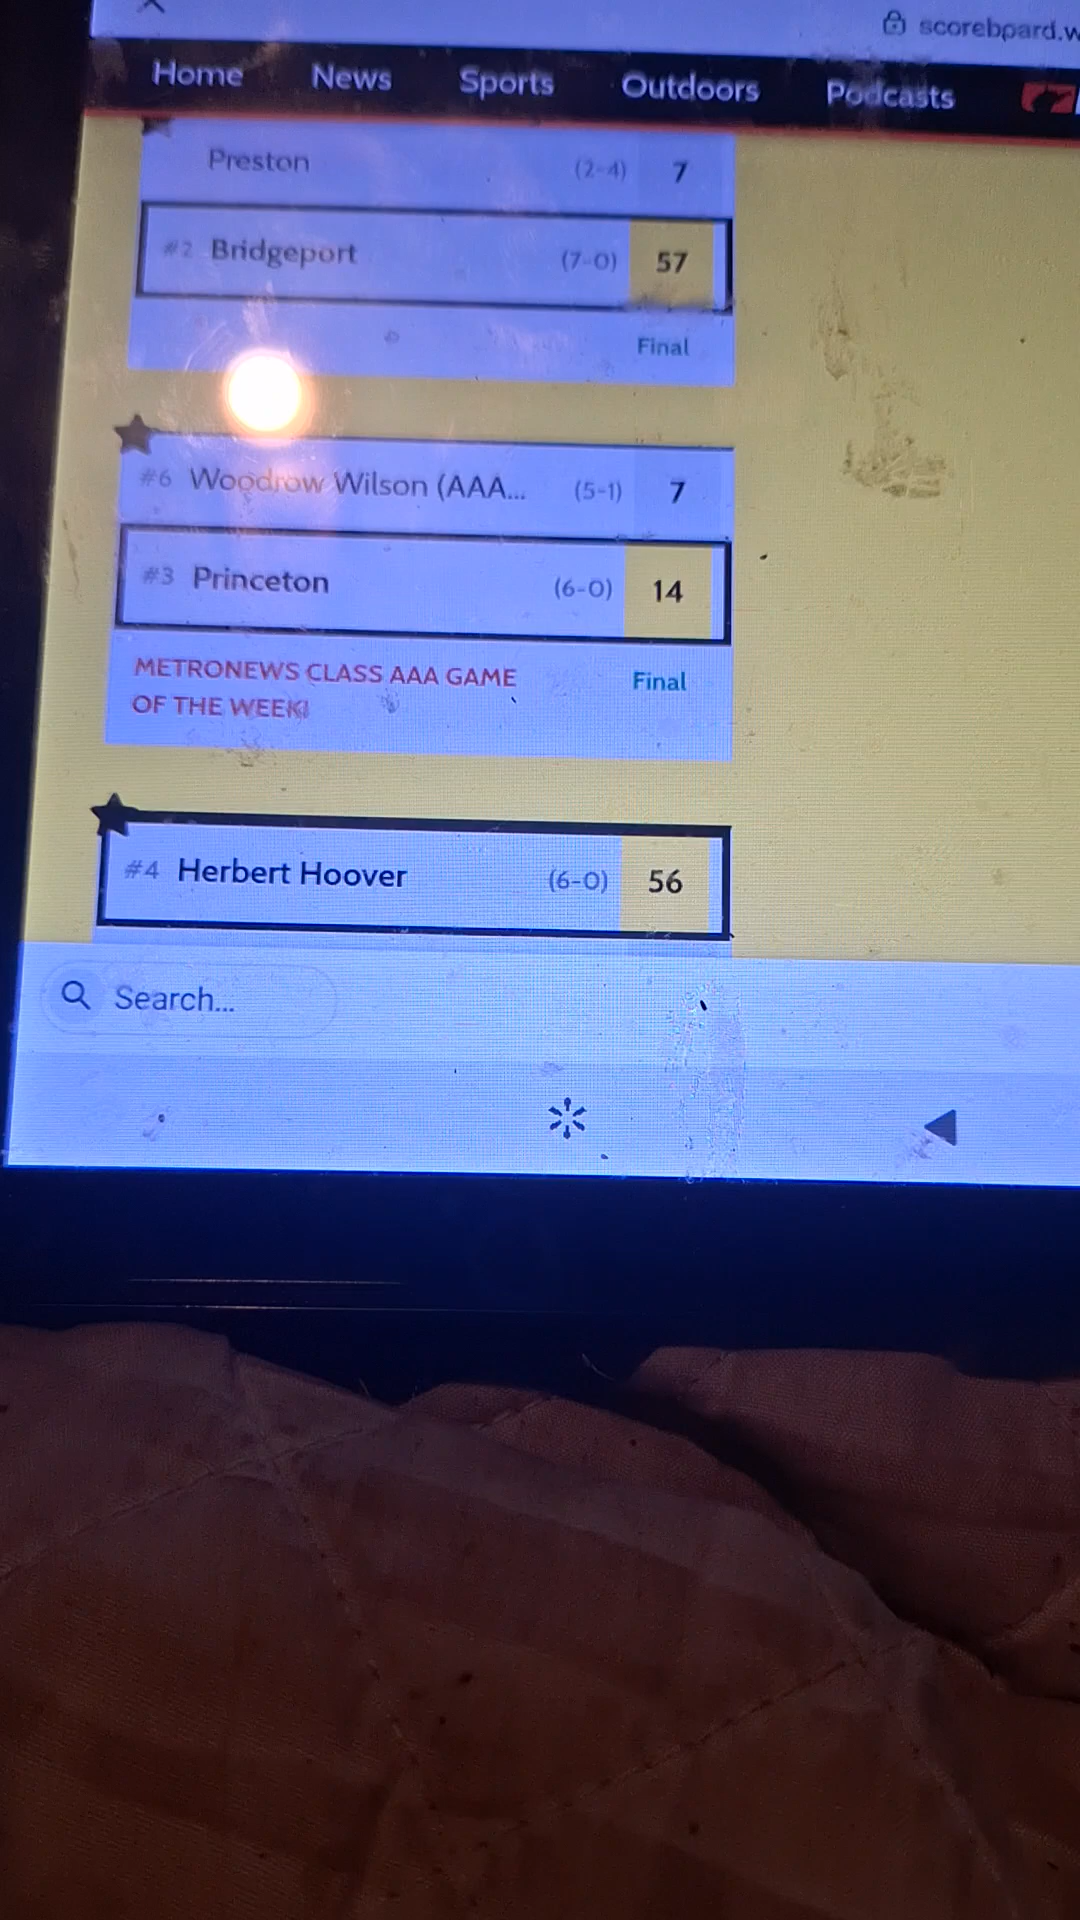 scorebpard.w
Home News Sports Outdoors Podcasts
Preston (2-4) 7
#2 Bridgeport (7-0) 57
Final
#6 Woodrow Wilson (AAA... (5-1) 7
#3 Princeton (6-0) 14
METRONEWS CLASS AAA GAME Final
OF THE WEEK!
#4 Herbert Hoover (6-0) 56
Search...